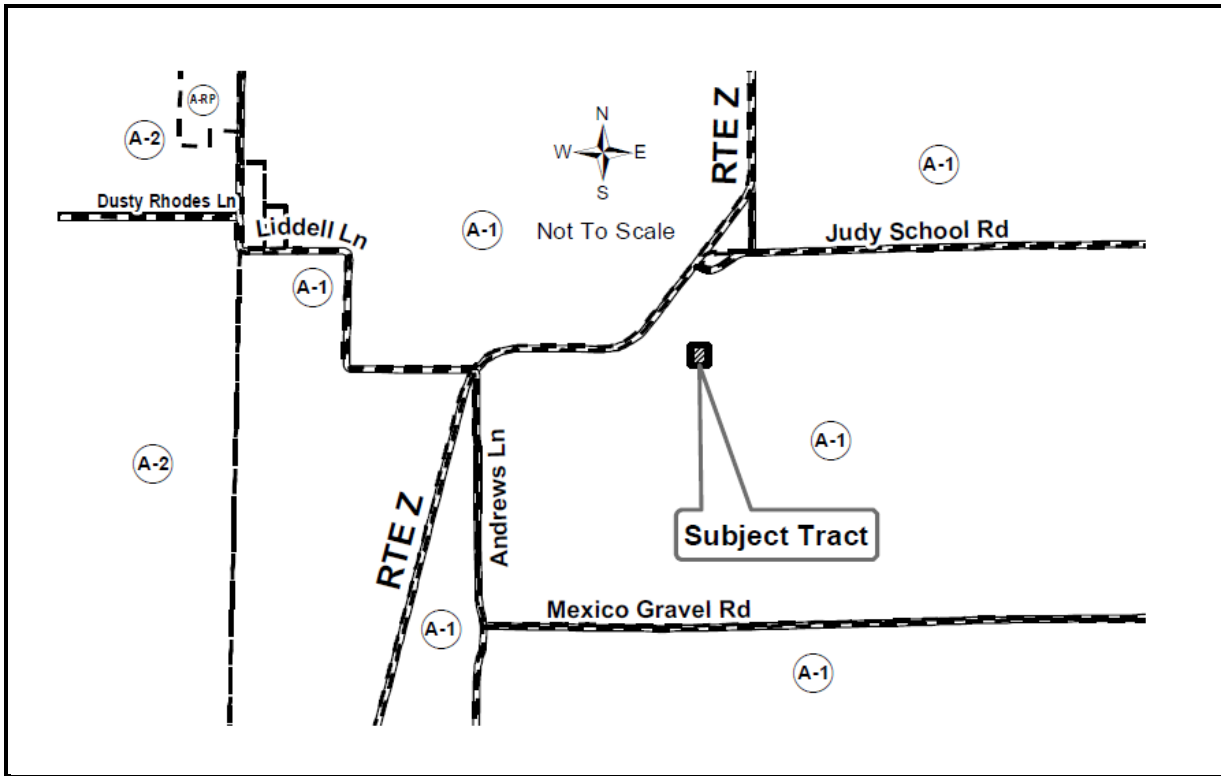 A-RP
A-2
N
W E
S
RTE Z
A-1
Dusty Rhodes Ln
Liddell Ln
A-1
Not To Scale
Judy School Rd
A-1
A-1
A-2
RTE Z
Andrews Ln
Subject Tract
Mexico Gravel Rd
A-1
A-1